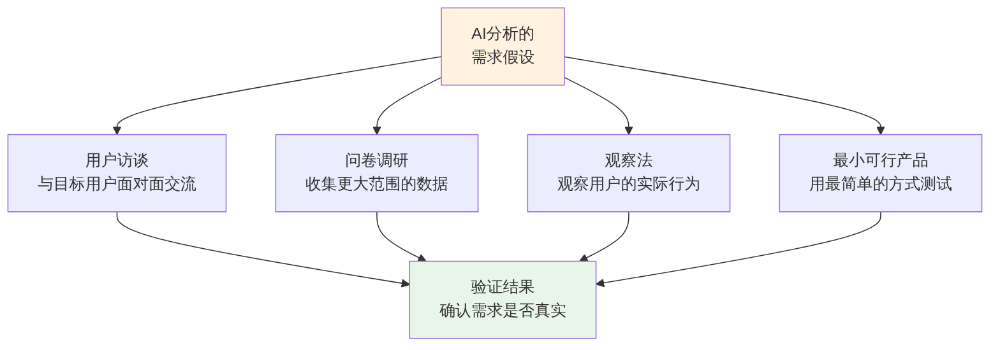 AI分析的
需求假设
用户访谈
与目标用户面对面交流
问卷调研
收集更大范围的数据
观察法
观察用户的实际行为
最小可行产品
用最简单的方式测试
验证结果
确认需求是否真实